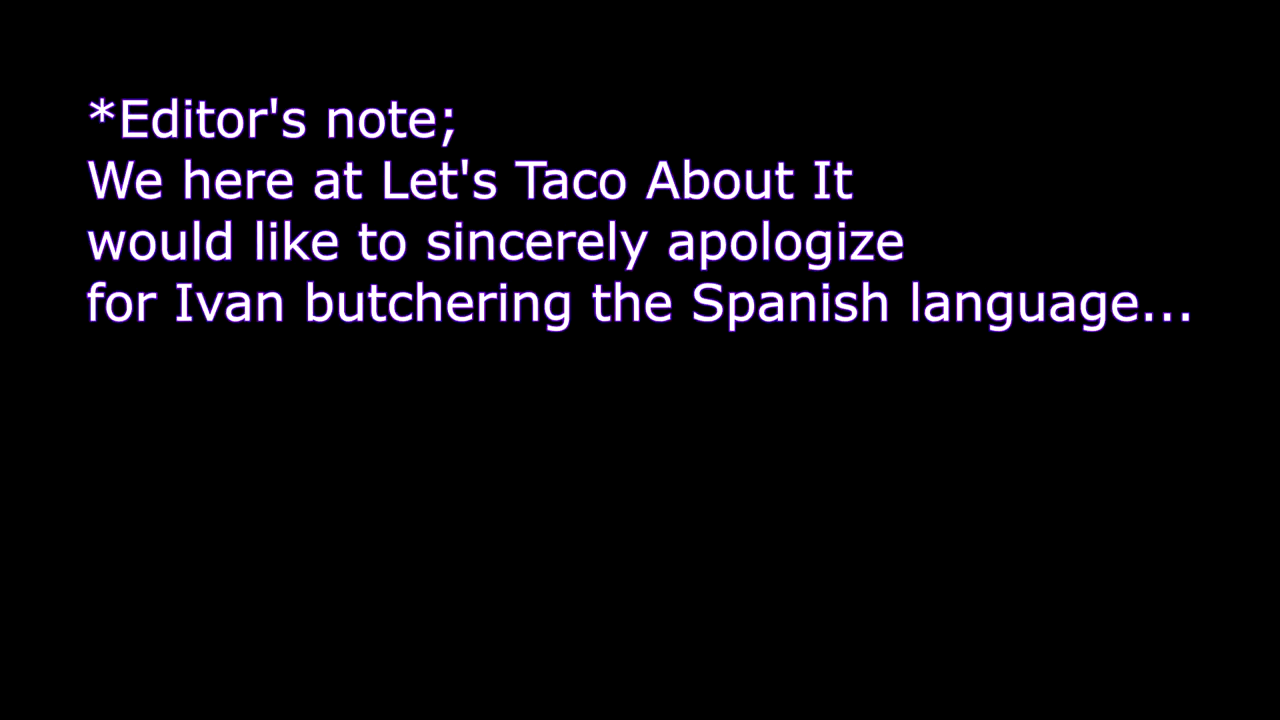 *Editor's note;
We here at Let's Taco About It
would like to sincerely apologize
for Ivan butchering the Spanish language...